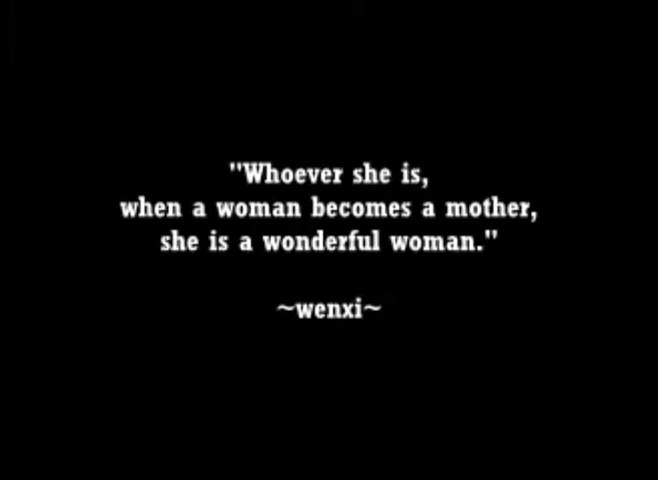 "Whoever she is,
when a woman becomes a mother,
she is a wonderful woman."
~wenxi~